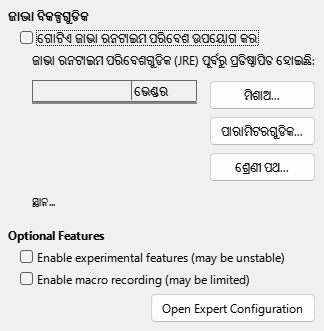 ଜାଭା ବିକଳ୍ପଗୁଡିକ
ଗୋଟିଏ ଜାଭା ରନଟାଇମ ପରିବେଶ ଉପୟୋଗ କର
ଜାଭା ରନଟାଇମ ପରିବେଶଗୁଡିକ (JRE) ପୂର୍ବରୁ ପ୍ରତିଷ୍ଠାପିତ ହୋଇଛି:
ଭେଣ୍ଡର
ମିଶାଅ...
ପାରାମିଟରଗୁଡିକ...
ଶ୍ରେଣୀ ପଥ...
ସ୍ଥାନ...
Optional Features
Enable experimental features (may be unstable)
Enable macro recording (may be limited)
Open Expert Configuration